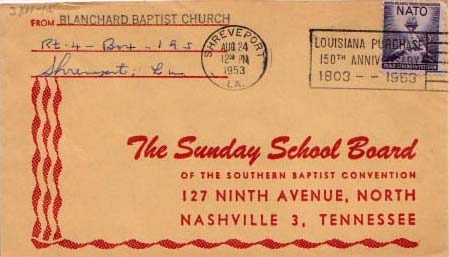 FROM BLANCHARD BAPTIST CHURCH
Rt. 4 - Box - 195
Shreveport, La
SHREVEPORT
AUG 24
12 PM
1953
LA.
LOUISIANA PURCHASE
150TH ANNIV
1803 - - 1953
NATO
The Sunday School Board
OF THE SOUTHERN BAPTIST CONVENTION
127 NINTH AVENUE, NORTH
NASHVILLE 3, TENNESSEE